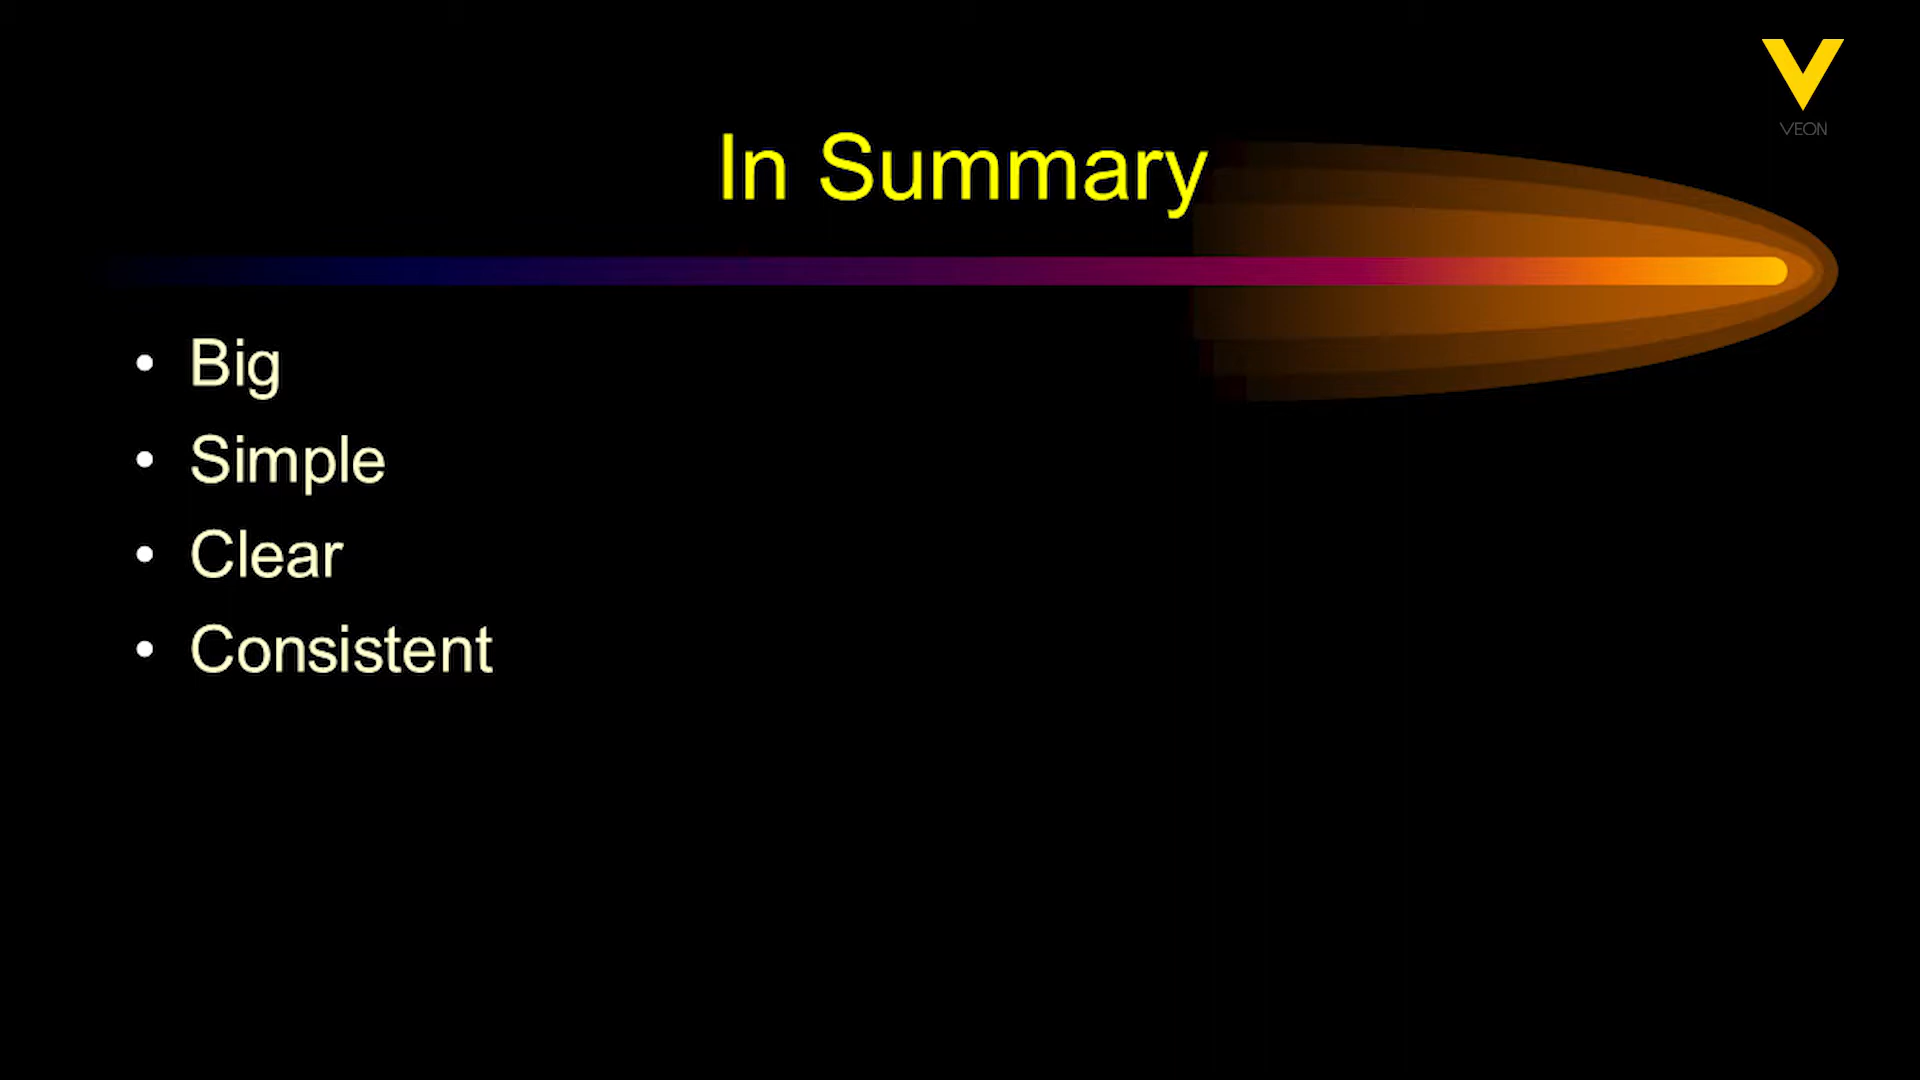 VEON
In Summary
• Big
• Simple
• Clear
• Consistent